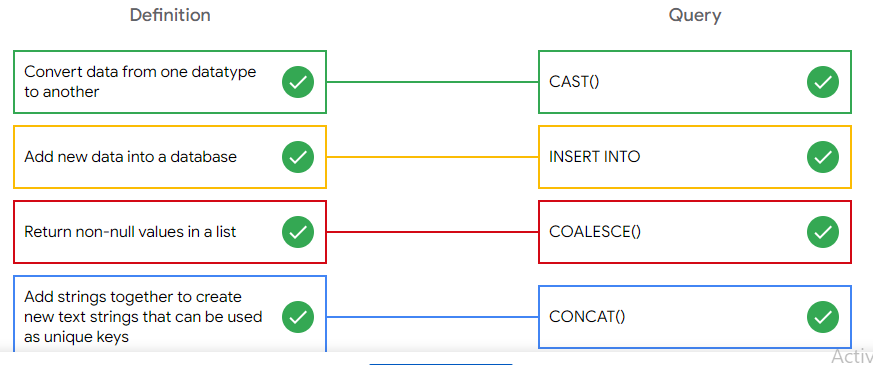 Definition
Query
Convert data from one datatype
to another
CAST()
Add new data into a database
INSERT INTO
Return non-null values in a list
COALESCE()
Add strings together to create
new text strings that can be used
as unique keys
CONCAT()
Activ